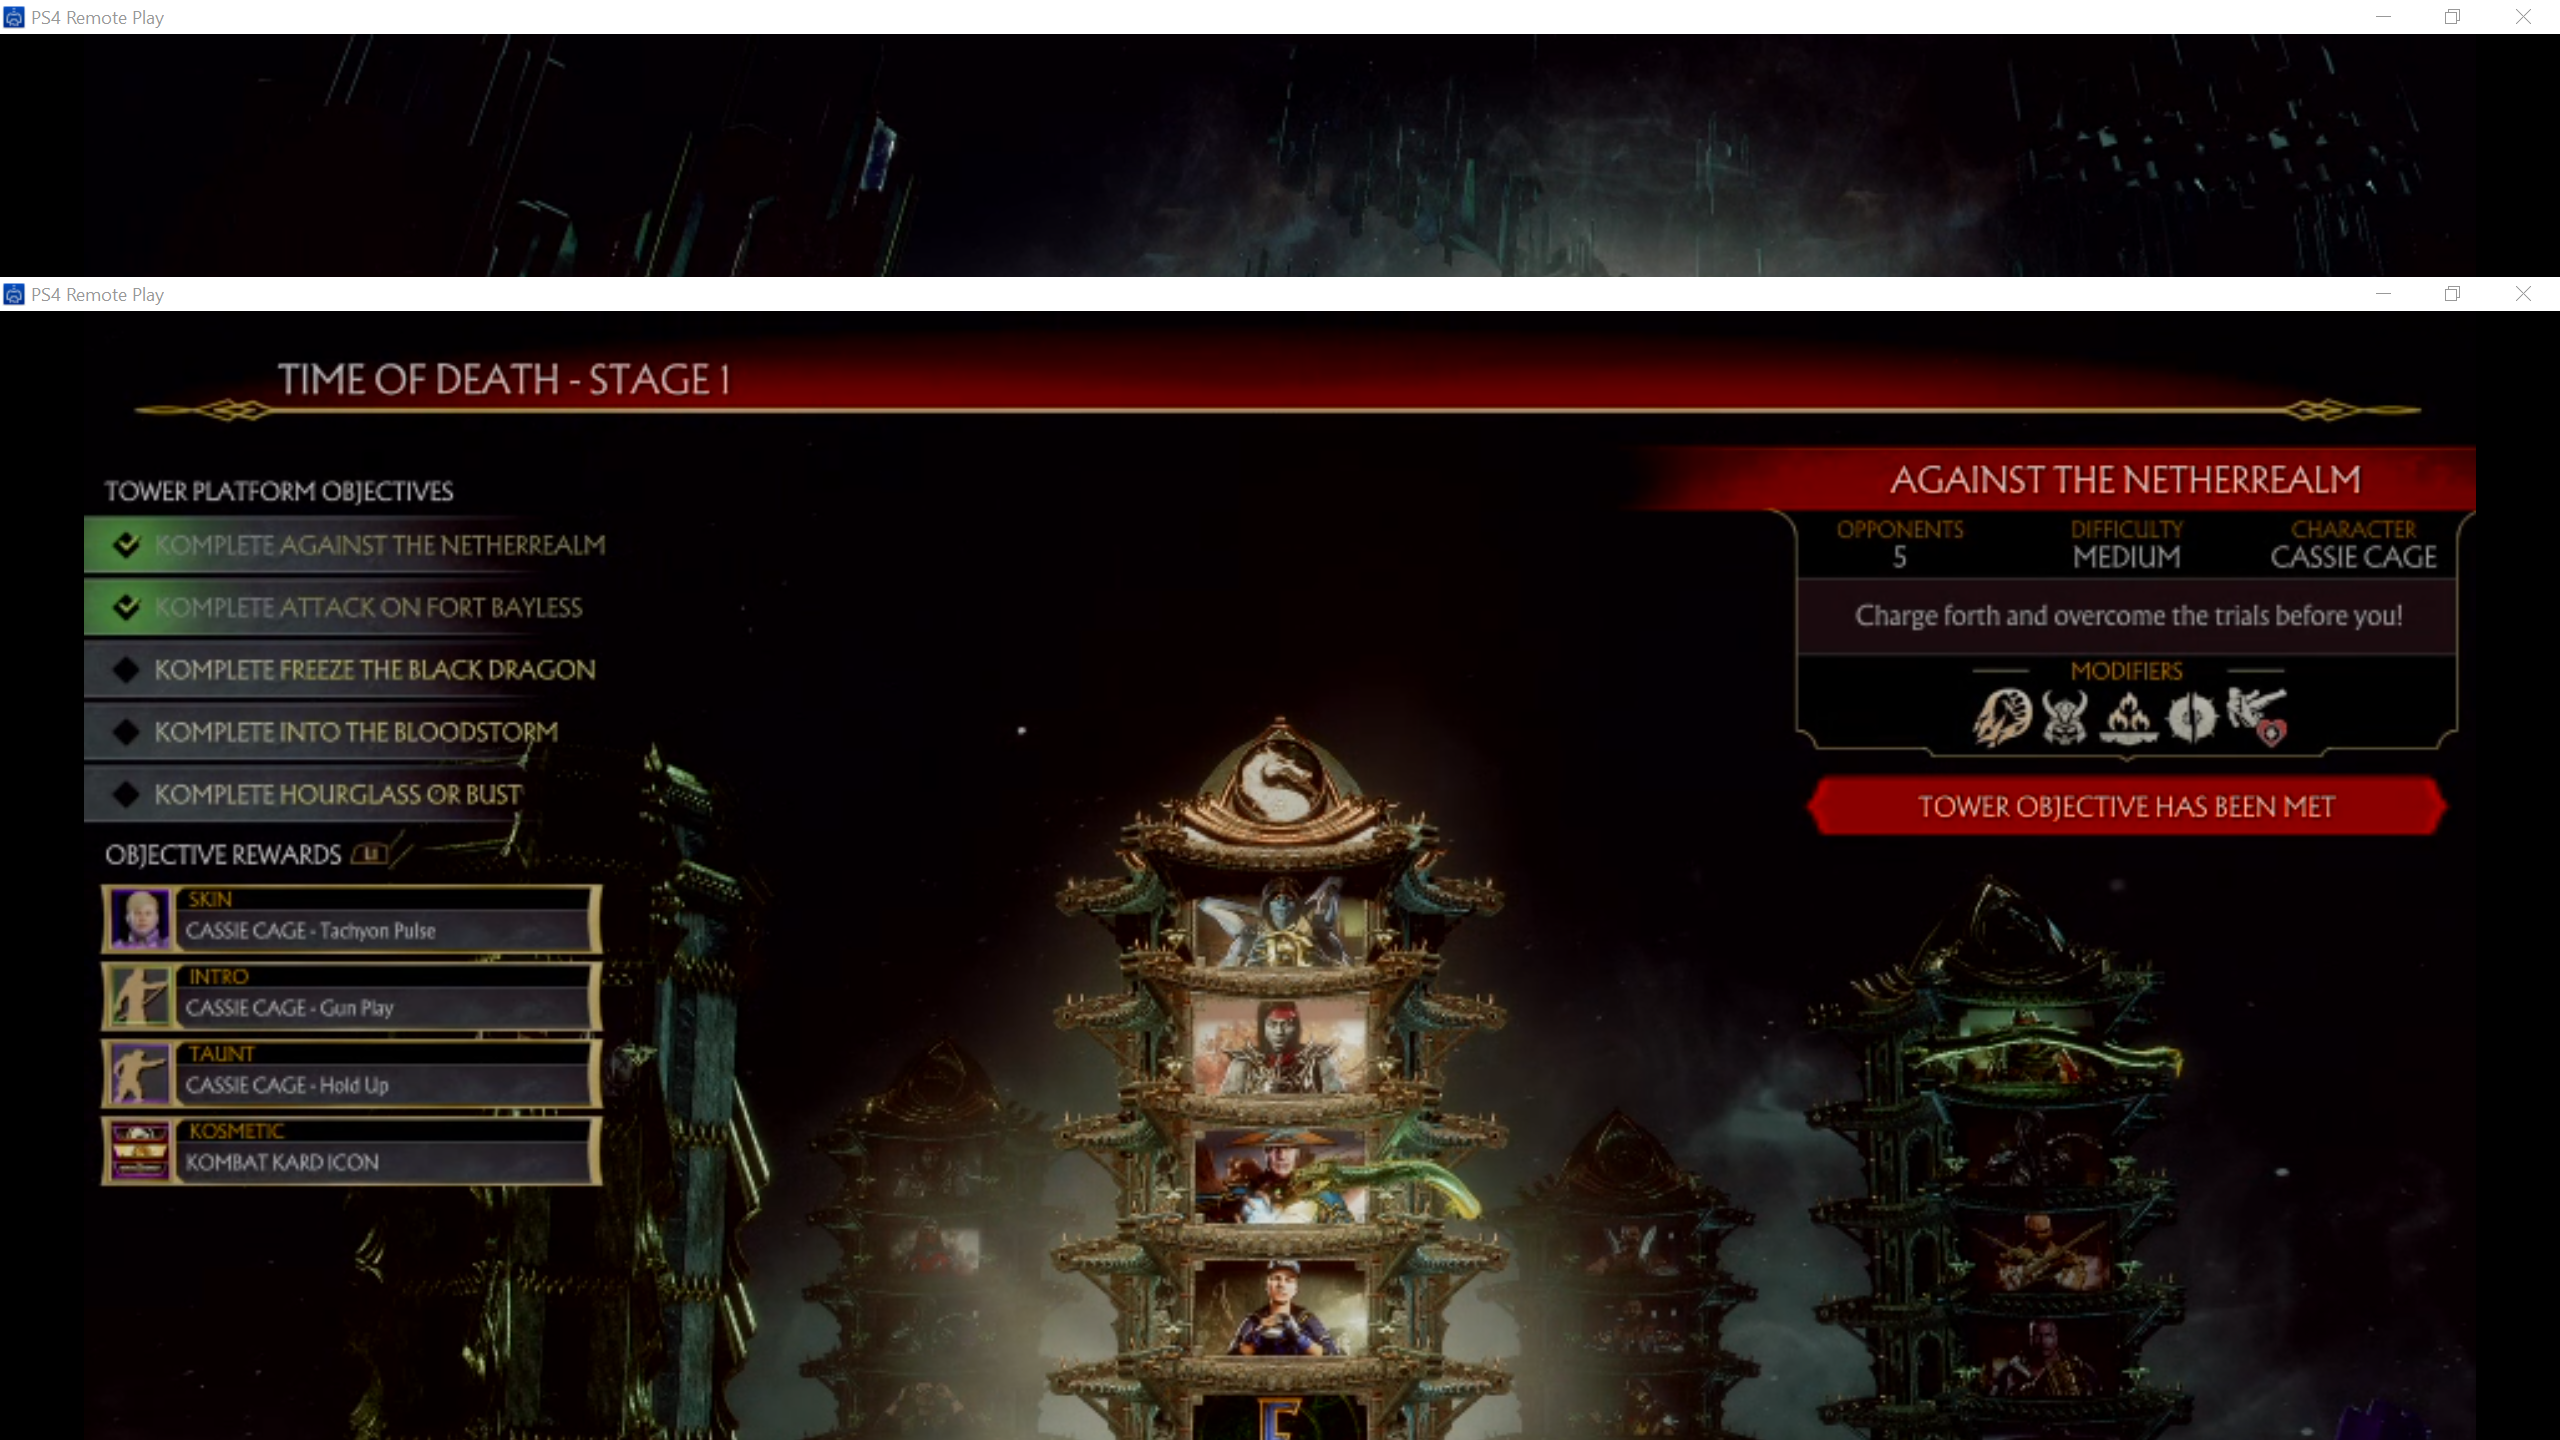 PS4 Remote Play
PS4 Remote Play
TIME OF DEATH - STAGE 1
TOWER PLATFORM OBJECTIVES
KOMPLETE AGAINST THE NETHERREALM
KOMPLETE ATTACK ON FORT BAYLESS
KOMPLETE FREEZE THE BLACK DRAGON
KOMPLETE INTO THE BLOODSTORM
KOMPLETE HOURGLASS OR BUST
OBJECTIVE REWARDS L1
SKIN
CASSIE CAGE - Tachyon Pulse
INTRO
CASSIE CAGE - Gun Play
TAUNT
CASSIE CAGE - Hold Up
KOSMETIC
KOMBAT KARD ICON
AGAINST THE NETHERREALM
OPPONENTS
DIFFICULTY
CHARACTER
5
MEDIUM
CASSIE CAGE
Charge forth and overcome the trials before you!
MODIFIERS
TOWER OBJECTIVE HAS BEEN MET